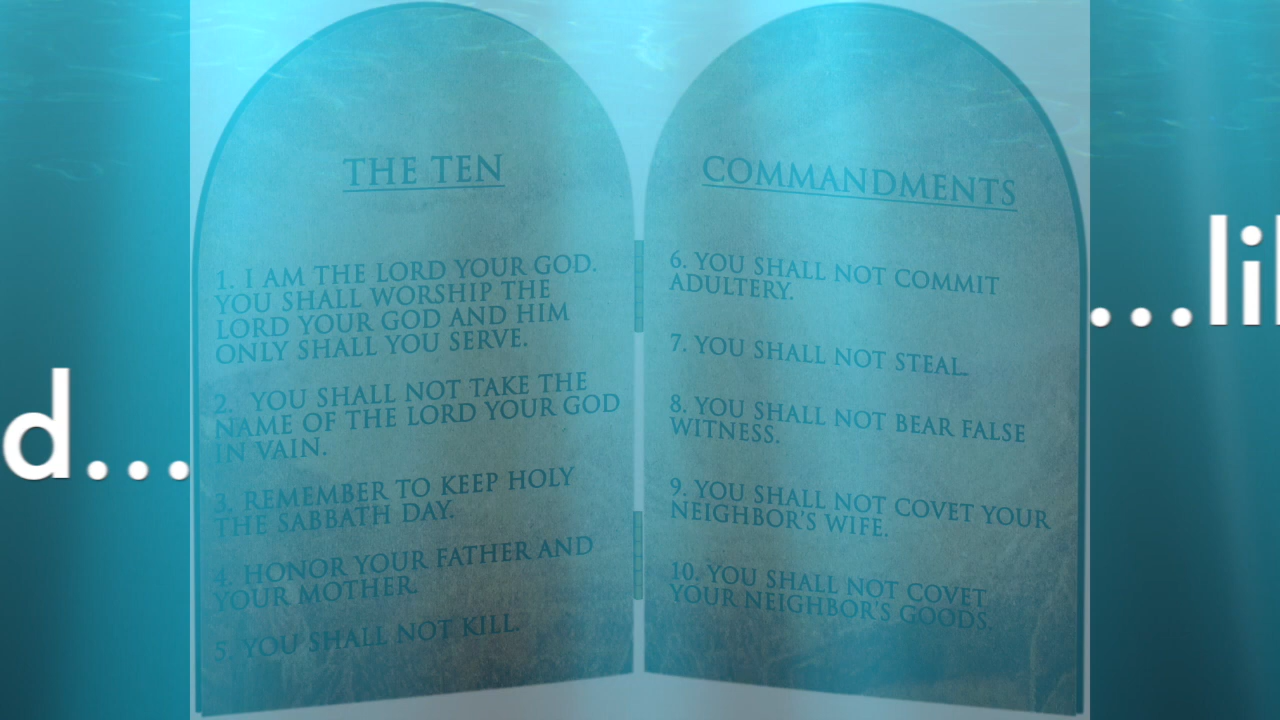 THE TEN
1. I AM THE LORD YOUR GOD.
YOU SHALL WORSHIP THE
LORD YOUR GOD AND HIM
ONLY SHALL YOU SERVE.
2. YOU SHALL NOT TAKE THE
NAME OF THE LORD YOUR GOD
IN VAIN.
3. REMEMBER TO KEEP HOLY
THE SABBATH DAY.
4. HONOR YOUR FATHER AND
YOUR MOTHER.
5. YOU SHALL NOT KILL.
COMMANDMENTS
6. YOU SHALL NOT COMMIT
ADULTERY.
7. YOU SHALL NOT STEAL.
8. YOU SHALL NOT BEAR FALSE
WITNESS.
9. YOU SHALL NOT COVET YOUR
NEIGHBOR'S WIFE.
10. YOU SHALL NOT COVET
YOUR NEIGHBOR'S GOODS.
d...
...li